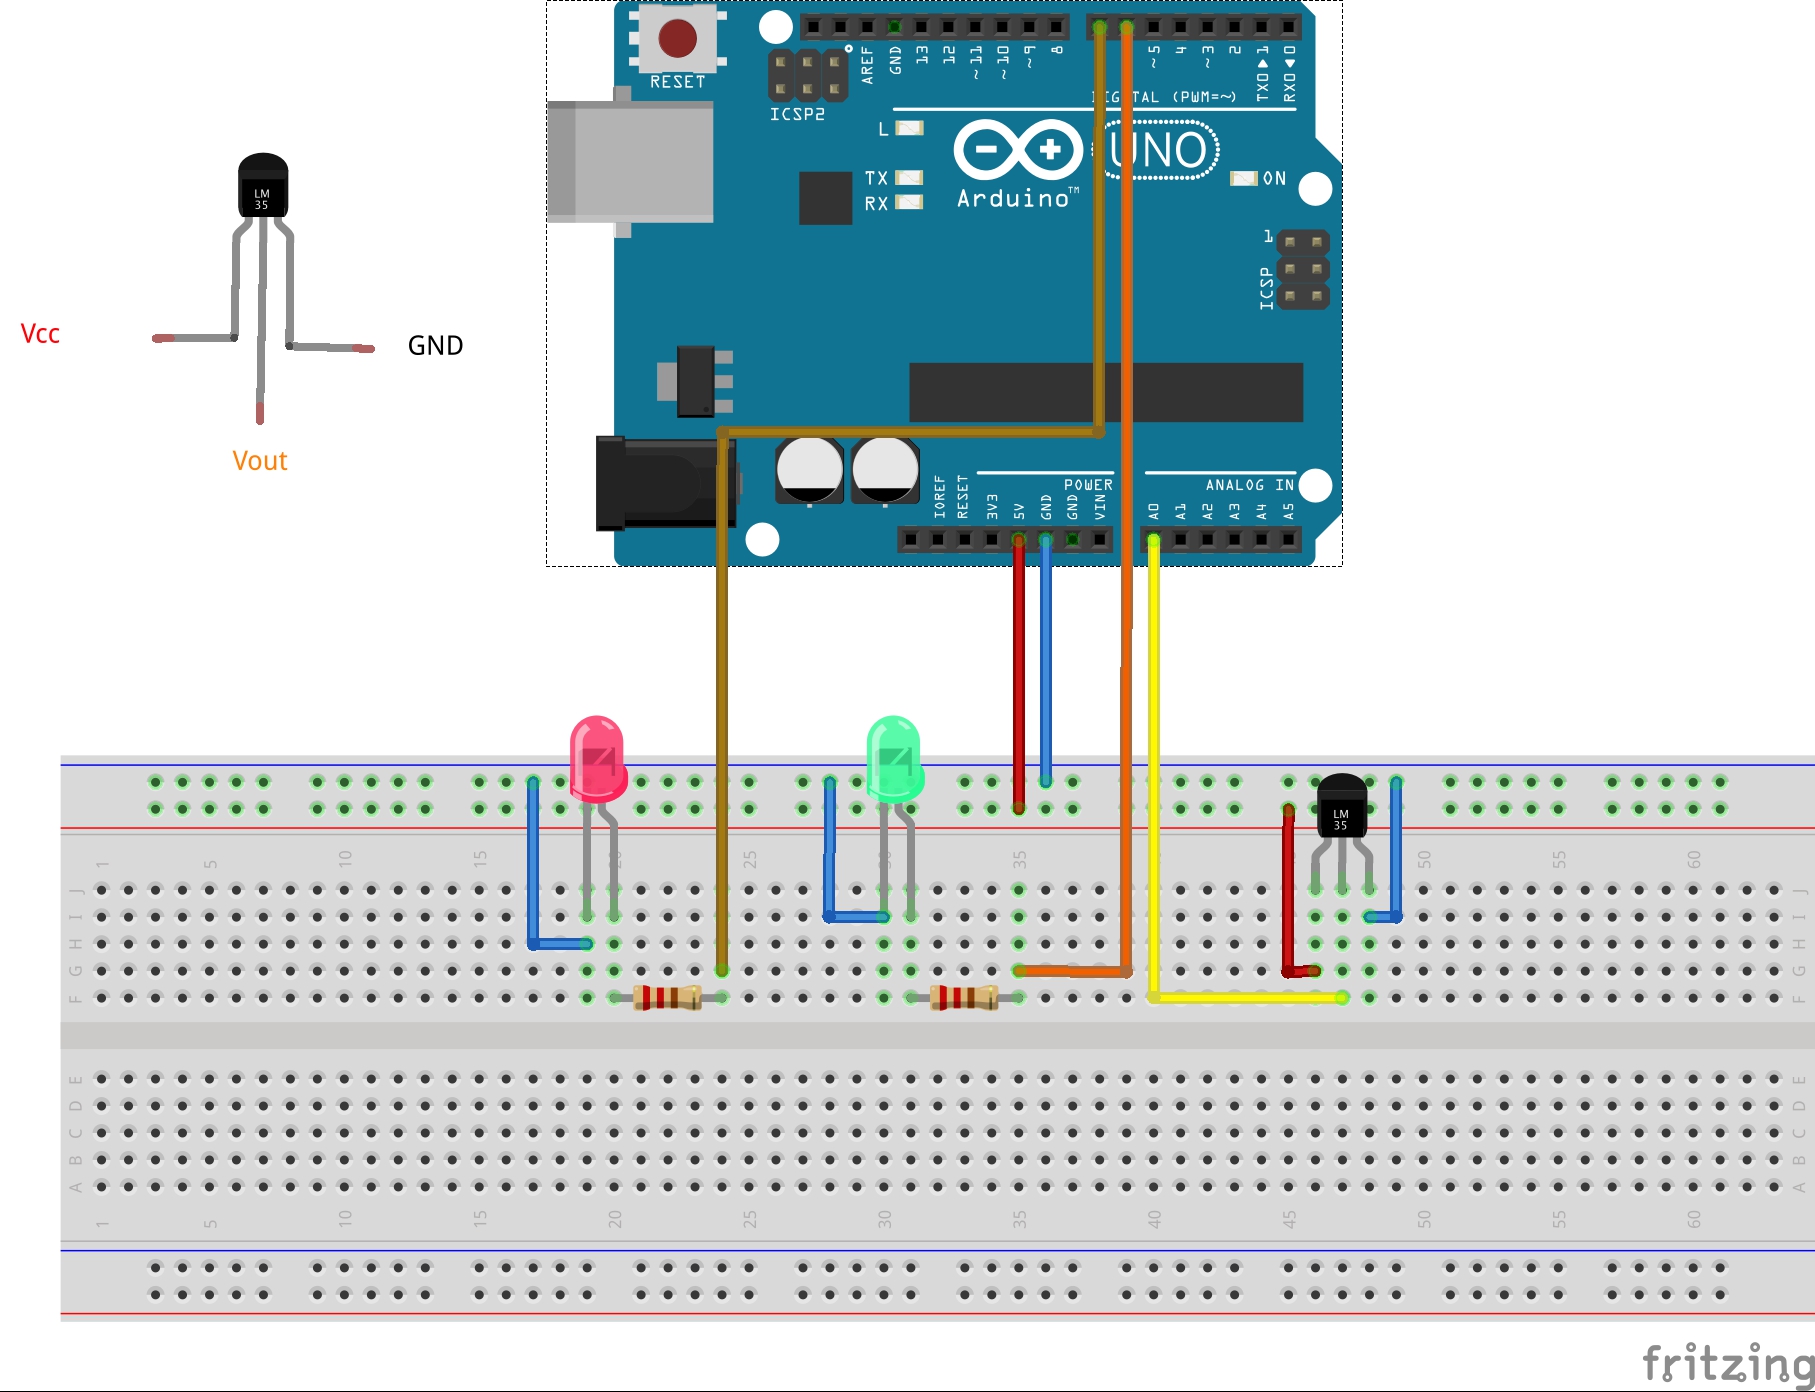 RESET
ICSP2
AREF
GND
13
12
~11
~10
~9
8
~5
4
~3
2
TX0▶1
RX0◀0
DIGITAL (PWM=~)
L
TX
RX
UNO
Arduino™
ON
1
ICSP
LM
35
Vcc
GND
Vout
IOREF
RESET
3V3
5V
GND
GND
VIN
POWER
A0
A1
A2
A3
A4
A5
ANALOG IN
LM
35
1 5 10 15 20 25 30 35 50 55 60
J J
I I
H H
G G
F F
E E
D D
C C
B B
A A
1 5 10 15 20 25 30 35 40 45 50 55 60
fritzing